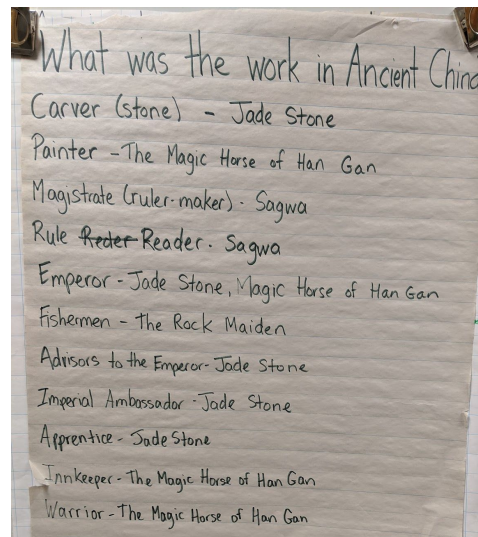 What was the work in Ancient China
Carver (stone) - Jade Stone
Painter - The Magic Horse of Han Gan
Magistrate (ruler-maker) - Sagwa
Rule Reder Reader - Sagwa
Emperor - Jade Stone, Magic Horse of Han Gan
Fishermen - The Rock Maiden
Advisors to the Emperor - Jade Stone
Imperial Ambassador - Jade Stone
Apprentice - Jade Stone
Innkeeper - The Magic Horse of Han Gan
Warrior - The Magic Horse of Han Gan